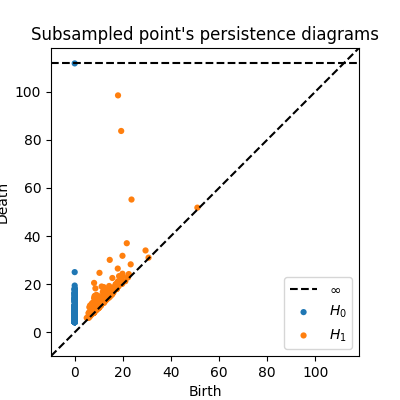 Subsampled point's persistence diagrams
100
80
60
40
20
0
Death
0 20 40 60 80 100
Birth
∞
H₀
H₁